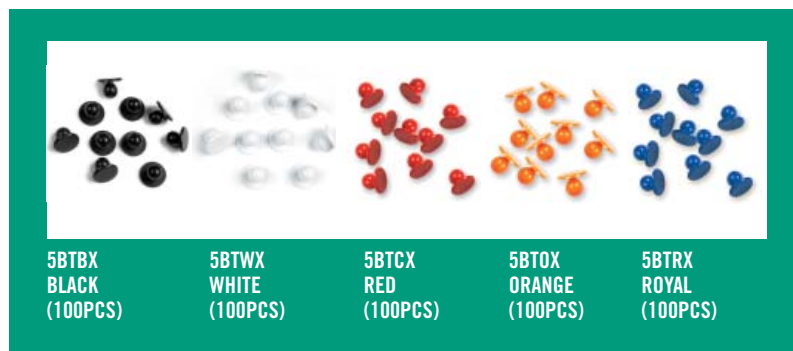 5BTBX
BLACK
(100PCS)
5BTWX
WHITE
(100PCS)
5BTCX
RED
(100PCS)
5BTOX
ORANGE
(100PCS)
5BTRX
ROYAL
(100PCS)